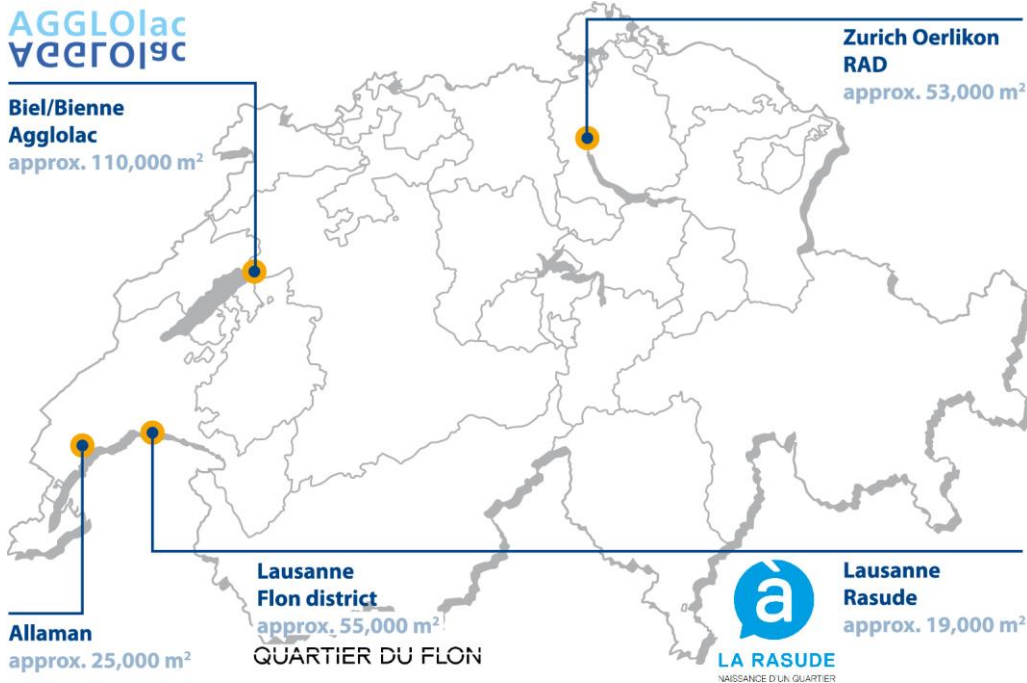 AGGLOlac
AGGLOlac
Biel/Bienne
Agglolac
approx. 110,000 m²
Zurich Oerlikon
RAD
approx. 53,000 m²
Allaman
approx. 25,000 m²
Lausanne
Flon district
approx. 55,000 m²
QUARTIER DU FLON
à
LA RASUDE
NAISSANCE D'UN QUARTIER
Lausanne
Rasude
approx. 19,000 m²